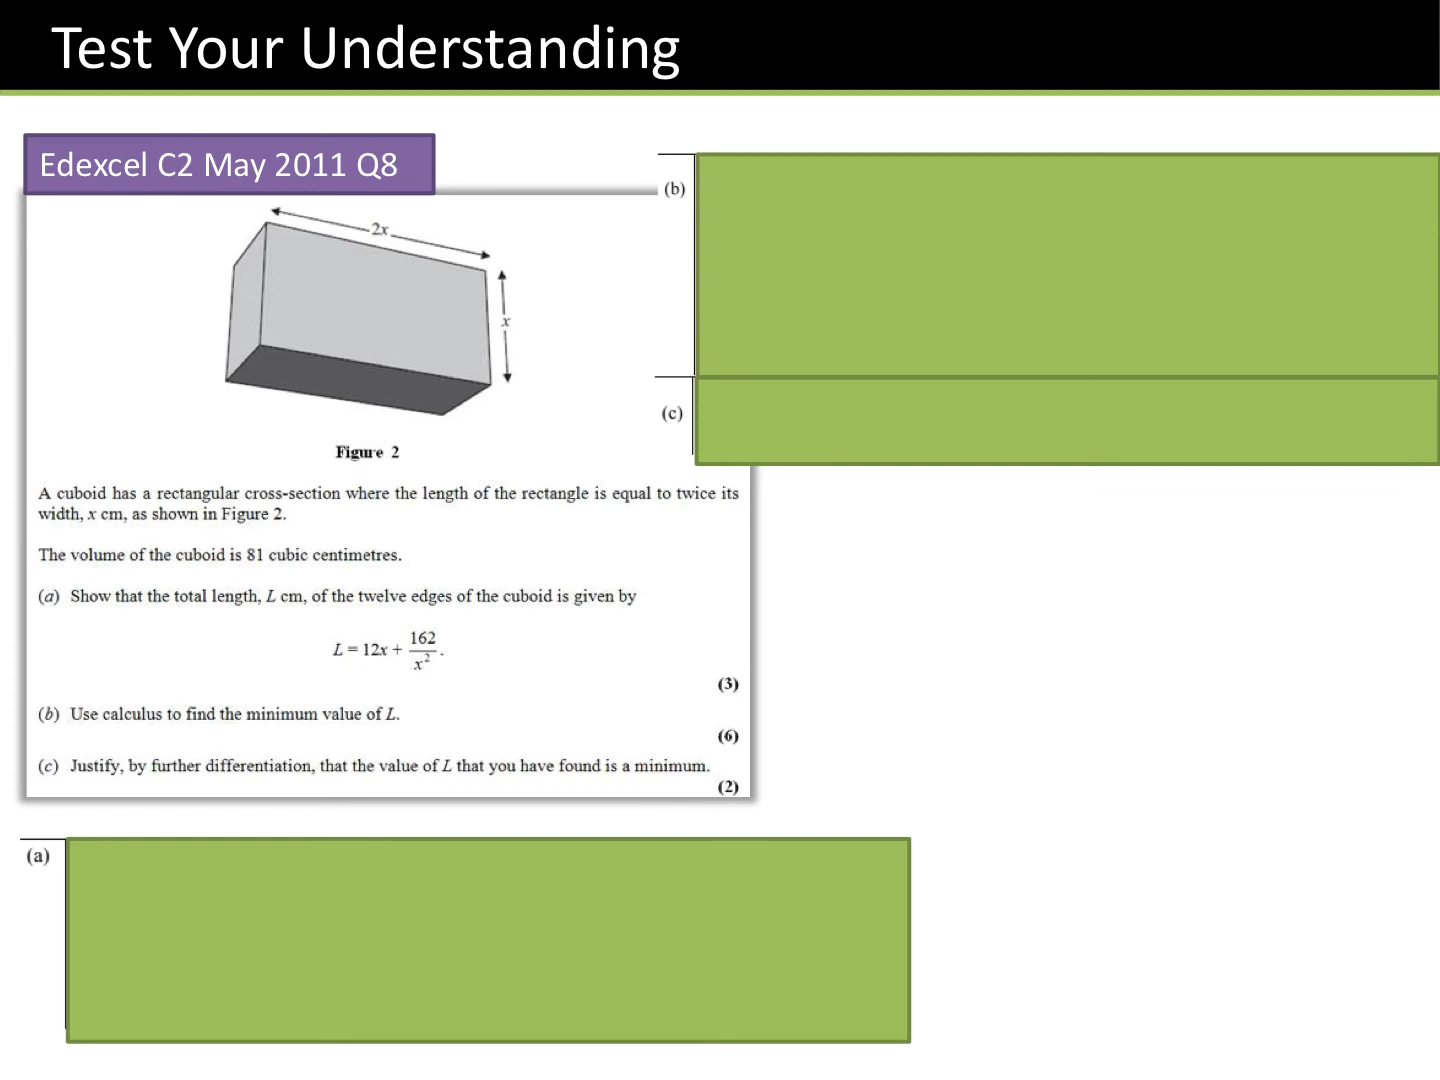 Test Your Understanding
Edexcel C2 May 2011 Q8
2x
x
Figure 2
A cuboid has a rectangular cross-section where the length of the rectangle is equal to twice its
width, x cm, as shown in Figure 2.
The volume of the cuboid is 81 cubic centimetres.
(a) Show that the total length, L cm, of the twelve edges of the cuboid is given by
L = 12x + 162/x².
(3)
(b) Use calculus to find the minimum value of L.
(6)
(c) Justify, by further differentiation, that the value of L that you have found is a minimum.
(2)
(b)
(c)
(a)